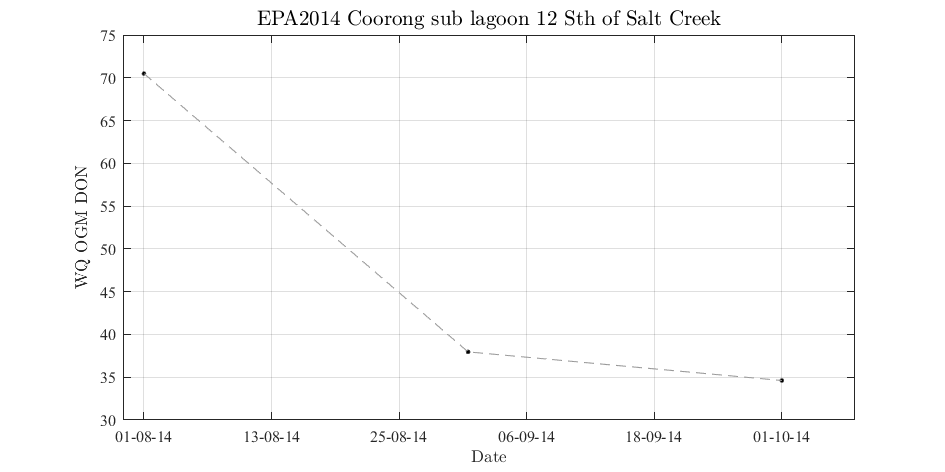 EPA2014 Coorong sub lagoon 12 Sth of Salt Creek
75
70
65
60
55
50
45
40
35
30
WQ OGM DON
01-08-14 13-08-14 25-08-14 06-09-14 18-09-14 01-10-14
Date